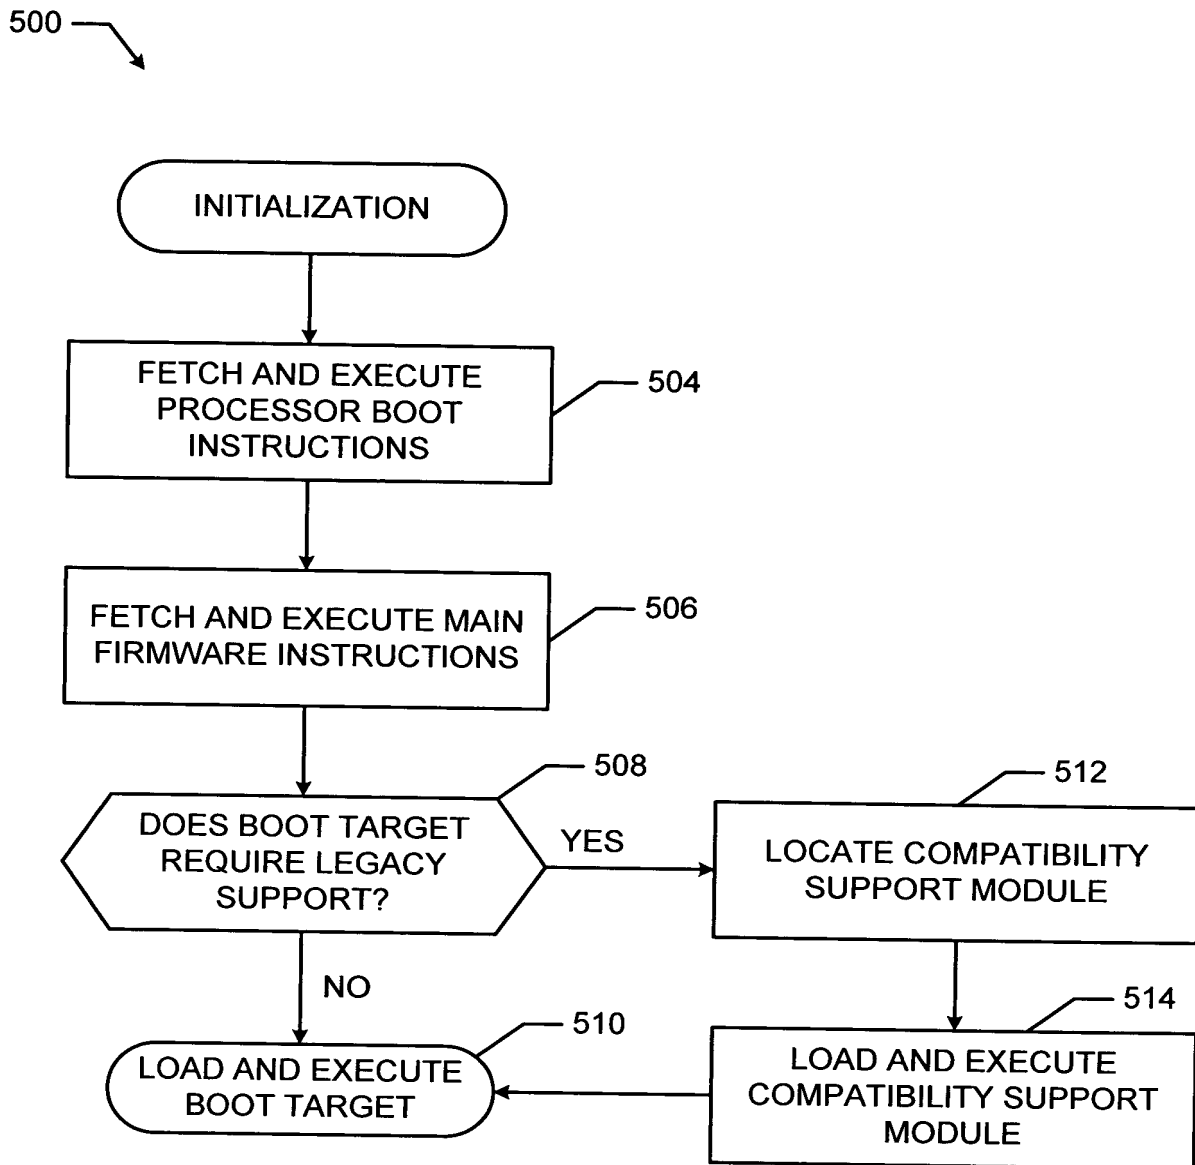 500
INITIALIZATION
FETCH AND EXECUTE
PROCESSOR BOOT
INSTRUCTIONS
504
FETCH AND EXECUTE MAIN
FIRMWARE INSTRUCTIONS
506
DOES BOOT TARGET
REQUIRE LEGACY
SUPPORT?
508
YES
LOCATE COMPATIBILITY
SUPPORT MODULE
512
NO
LOAD AND EXECUTE
BOOT TARGET
510
LOAD AND EXECUTE
COMPATIBILITY SUPPORT
MODULE
514